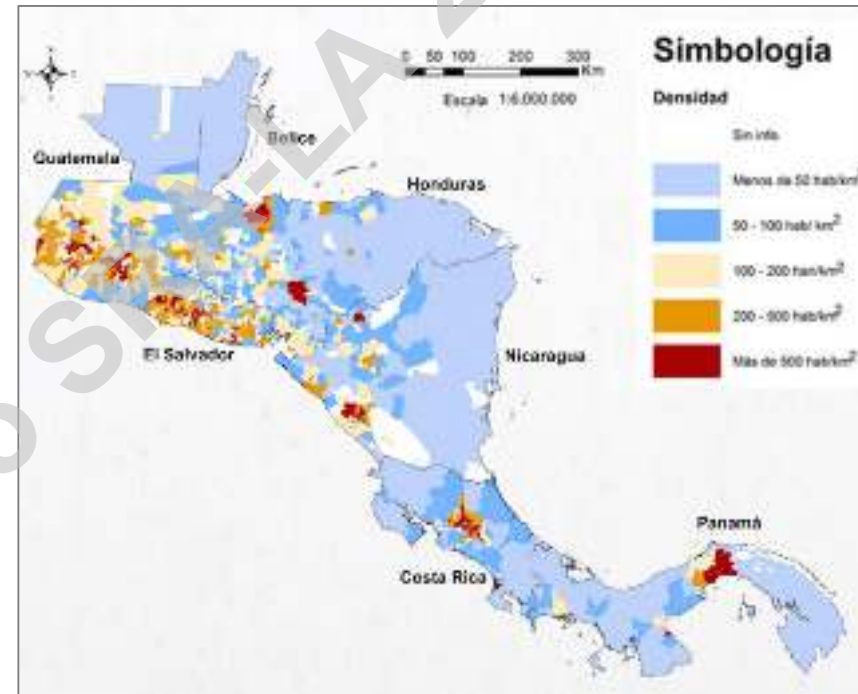 Simbología
Densidad
Sin info.
Menos de 50 hab/km²
50 - 100 hab/ km²
100 - 200 han/km²
200 - 500 hab/km²
Más de 500 hab/km²
0 50 100 200 300
Km
Escala 1:6.000.000
Belice
Guatemala
Honduras
El Salvador
Nicaragua
Panamá
Costa Rica